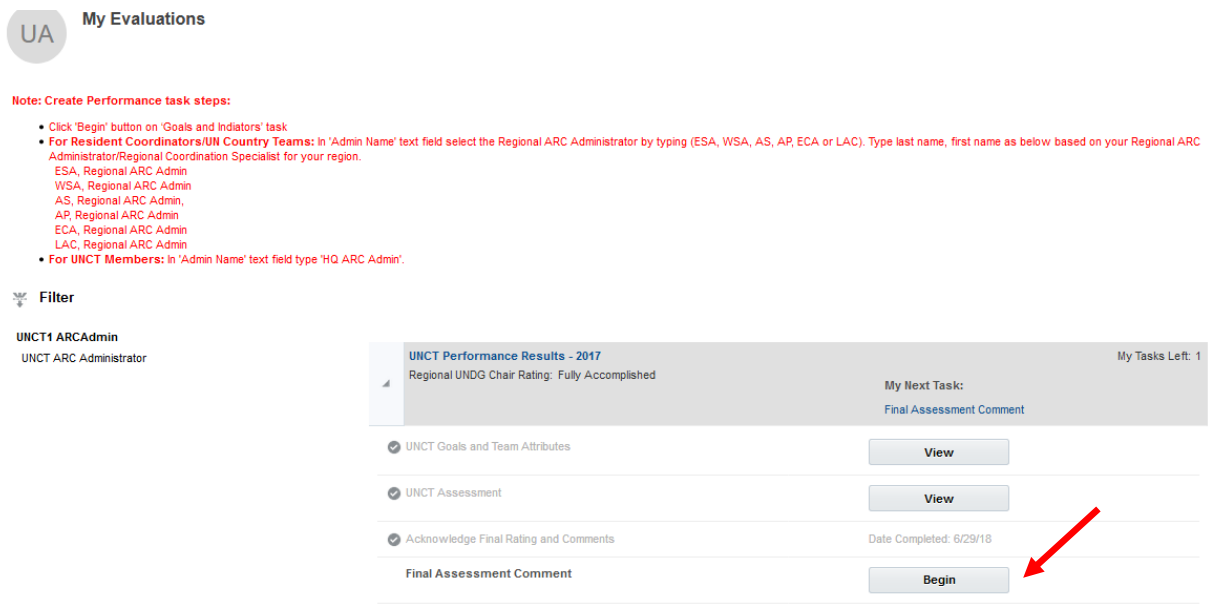 UA
My Evaluations
Note: Create Performance task steps:
• Click 'Begin' button on 'Goals and Indiators' task
• For Resident Coordinators/UN Country Teams: In 'Admin Name' text field select the Regional ARC Administrator by typing (ESA, WSA, AS, AP, ECA or LAC). Type last name, first name as below based on your Regional ARC
Administrator/Regional Coordination Specialist for your region.
ESA, Regional ARC Admin
WSA, Regional ARC Admin
AS, Regional ARC Admin,
AP, Regional ARC Admin
ECA, Regional ARC Admin
LAC, Regional ARC Admin
• For UNCT Members: In 'Admin Name' text field type 'HQ ARC Admin'.
Filter
UNCT1 ARCAdmin
UNCT ARC Administrator
UNCT Performance Results - 2017
My Tasks Left: 1
Regional UNDG Chair Rating: Fully Accomplished
My Next Task:
Final Assessment Comment
UNCT Goals and Team Attributes
View
UNCT Assessment
View
Acknowledge Final Rating and Comments
Date Completed: 6/29/18
Final Assessment Comment
Begin